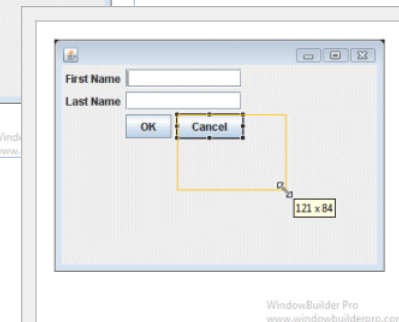 First Name
Last Name
OK Cancel
121 x 84
WindowBuilder Pro
www.windowbuilderpro.com